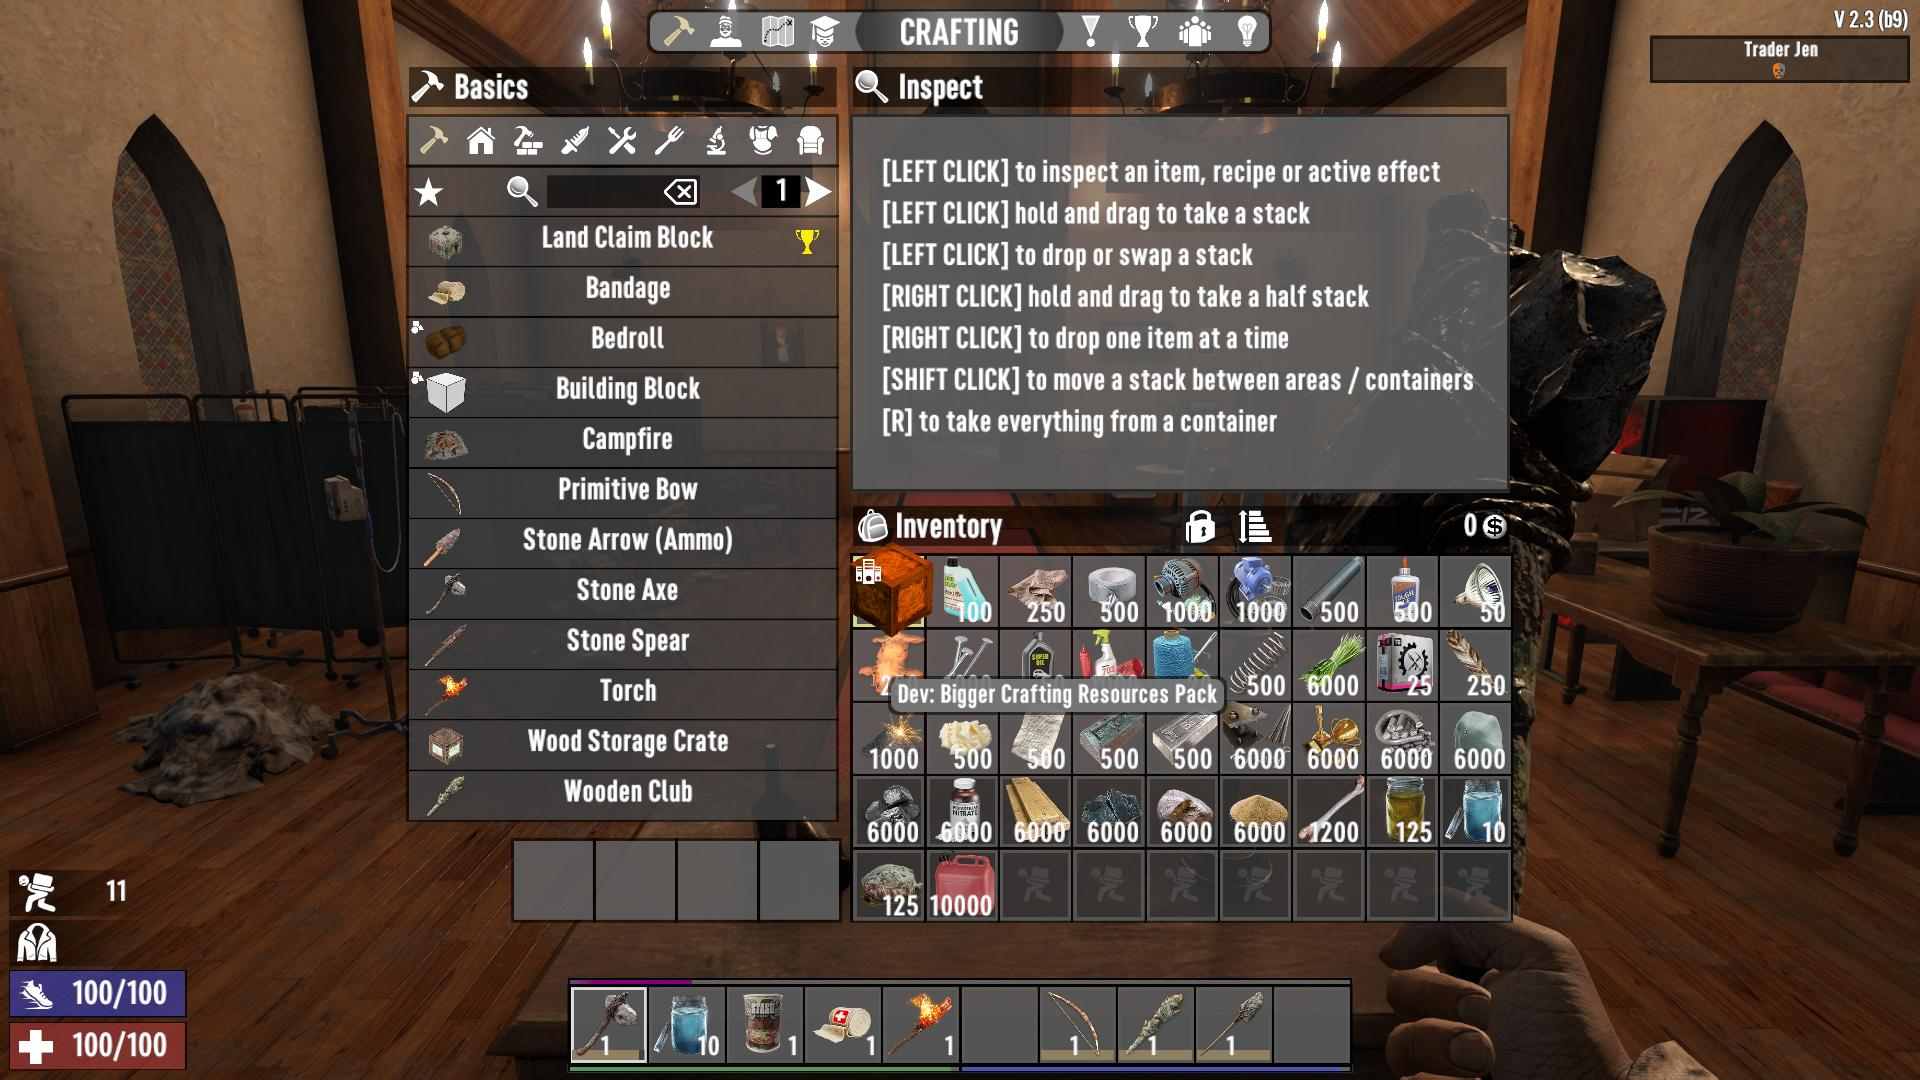 CRAFTING
V 2.3 (b9)
Trader Jen
Basics
Inspect
1
Land Claim Block
Bandage
Bedroll
Building Block
Campfire
Primitive Bow
Stone Arrow (Ammo)
Stone Axe
Stone Spear
Torch
Wood Storage Crate
Wooden Club
[LEFT CLICK] to inspect an item, recipe or active effect
[LEFT CLICK] hold and drag to take a stack
[LEFT CLICK] to drop or swap a stack
[RIGHT CLICK] hold and drag to take a half stack
[RIGHT CLICK] to drop one item at a time
[SHIFT CLICK] to move a stack between areas / containers
[R] to take everything from a container
Inventory
0
100 250 500 1000 1000 500 500 50
500 6000 25 250
Dev: Bigger Crafting Resources Pack
1000 500 500 500 500 6000 6000 6000 6000
6000 6000 6000 6000 6000 6000 1200 125 10
125 10000
11
100/100
100/100
1 10 1 1 1 1 1 1